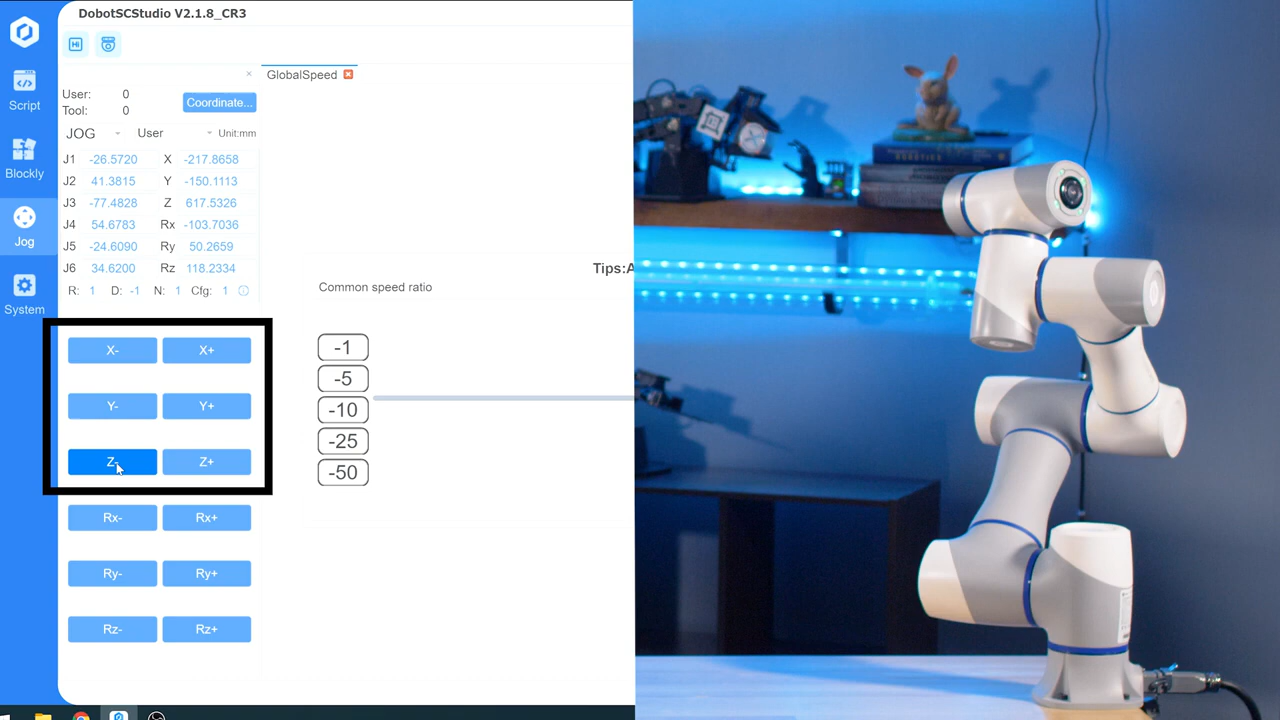 DobotSCStudio V2.1.8_CR3
Hi
GlobalSpeed
User: 0
Tool: 0
Coordinate...
JOG User Unit:mm
J1 -26.5720 X -217.8658
J2 41.3815 Y -150.1113
J3 -77.4828 Z 617.5326
J4 54.6783 Rx -103.7036
J5 -24.6090 Ry 50.2659
J6 34.6200 Rz 118.2334
R: 1 D: -1 N: 1 Cfg: 1
Script
Blockly
Jog
System
X- X+
Y- Y+
Z- Z+
Rx- Rx+
Ry- Ry+
Rz- Rz+
Tips:A
Common speed ratio
-1
-5
-10
-25
-50
ROBOTICS